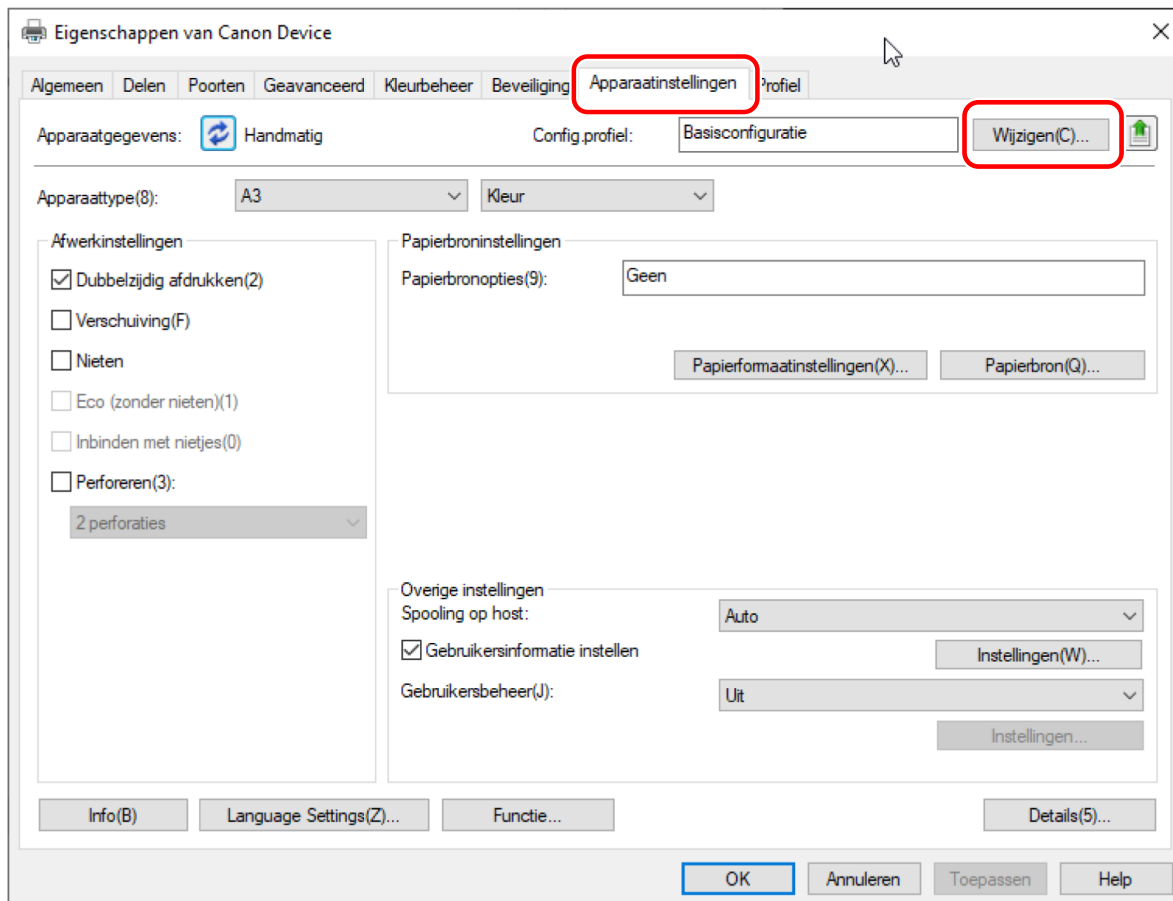 Eigenschappen van Canon Device
Algemeen Delen Poorten Geavanceerd Kleurbeheer Beveiliging Apparaatinstellingen Profiel
Apparaatgegevens: Handmatig Config.profiel: Basisconfiguratie Wijzigen(C)...
Apparaattype(8): A3 Kleur
Afwerkinstellingen
Dubbelzijdig afdrukken(2)
Verschuiving(F)
Nieten
Eco (zonder nieten)(1)
Inbinden met nietjes(0)
Perforeren(3):
2 perforaties
Papierbroninstellingen
Papierbronopties(9): Geen
Papierformaatinstellingen(X)... Papierbron(Q)...
Overige instellingen
Spooling op host: Auto
Gebruikersinformatie instellen Instellingen(W)...
Gebruikersbeheer(J): Uit
Instellingen...
Info(B) Language Settings(Z)... Functie... Details(5)...
OK Annuleren Toepassen Help